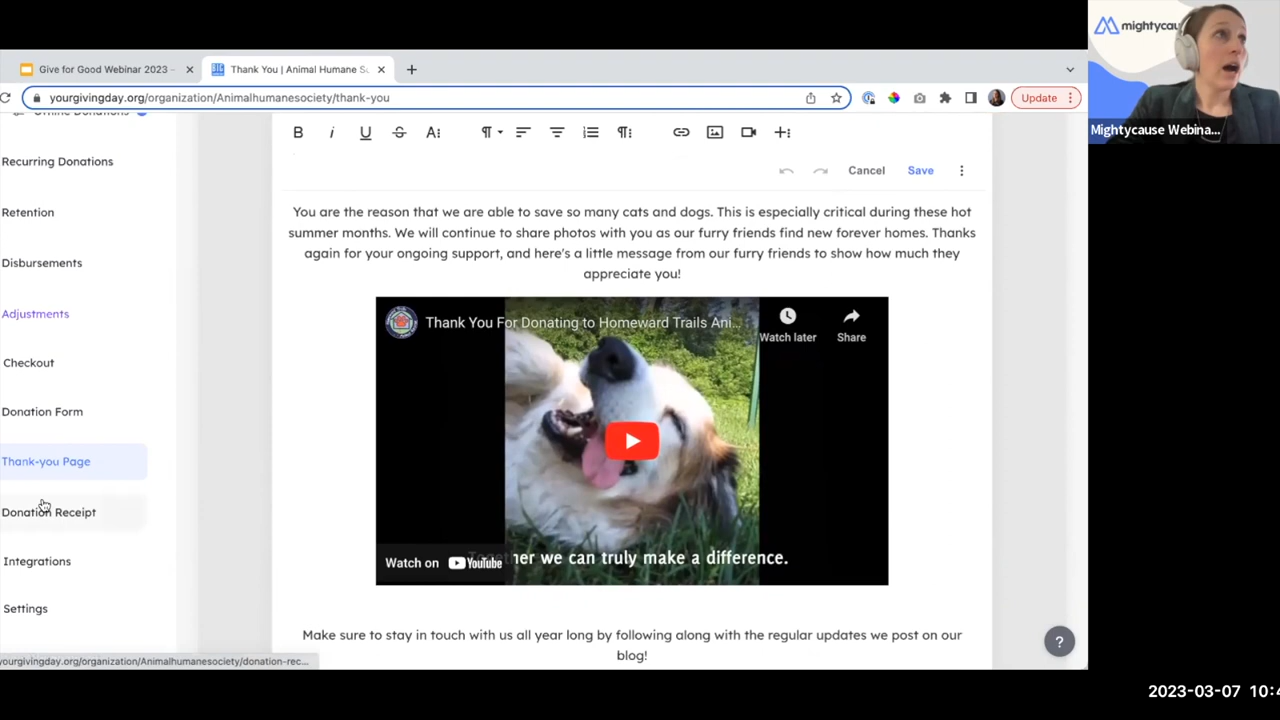 mightycau
Mightycause Webina...
Give for Good Webinar 2023 –
Thank You | Animal Humane S
yourgivingday.org/organization/Animalhumanesociety/thank-you
Update
Offline Donations
Recurring Donations
Retention
Disbursements
Adjustments
Checkout
Donation Form
Thank-you Page
Donation Receipt
Integrations
Settings
yourgivingday.org/organization/Animalhumanesociety/donation-rec...
B i U S A
Cancel
Save
You are the reason that we are able to save so many cats and dogs. This is especially critical during these hot
summer months. We will continue to share photos with you as our furry friends find new forever homes. Thanks
again for your ongoing support, and here's a little message from our furry friends to show how much they
appreciate you!
Thank You For Donating to Homeward Trails Ani...
Watch later
Share
Together we can truly make a difference.
Watch on YouTube
Make sure to stay in touch with us all year long by following along with the regular updates we post on our
blog!
?
2023-03-07 10:4